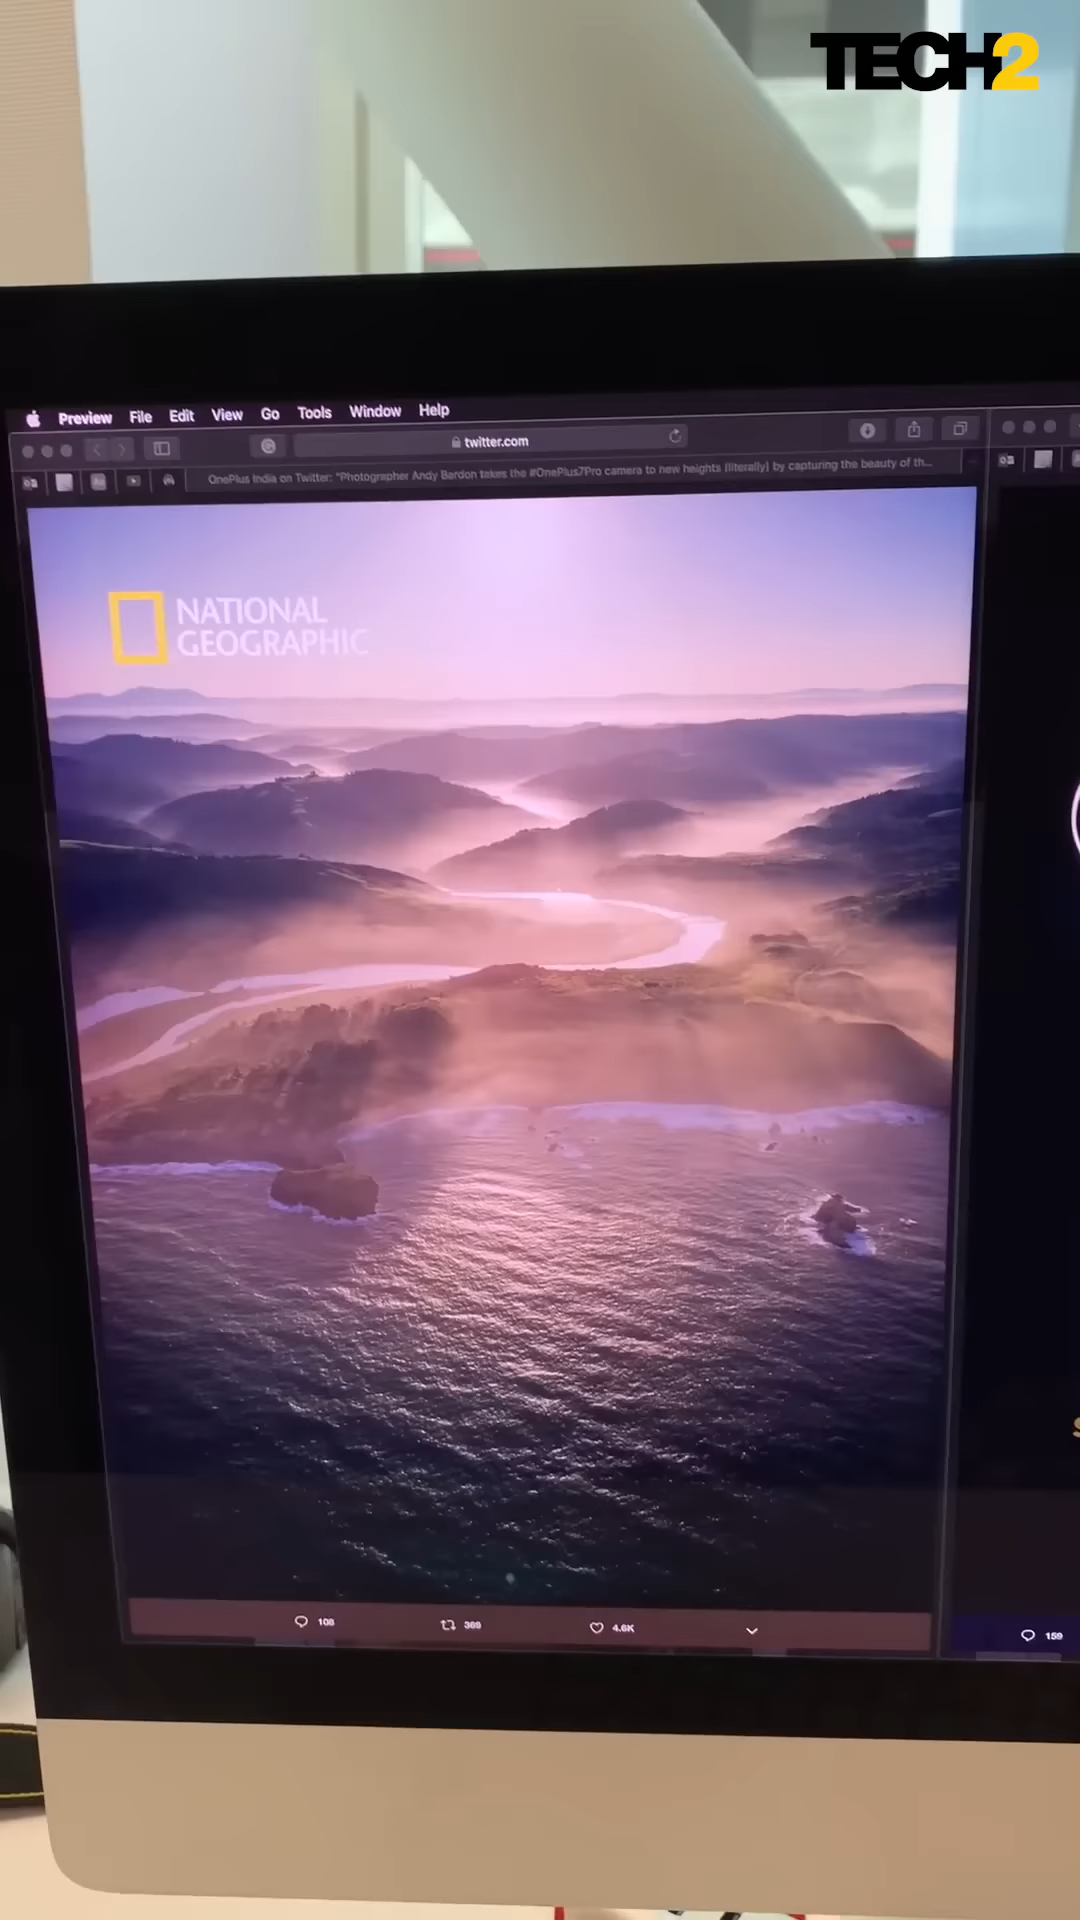 TECH2
Preview File Edit View Go Tools Window Help
twitter.com
OnePlus India on Twitter: "Photographer Andy Bardon takes the #OnePlus7Pro camera to new heights (literally) by capturing the beauty of th...
NATIONAL
GEOGRAPHIC
108 369 4.6K
159